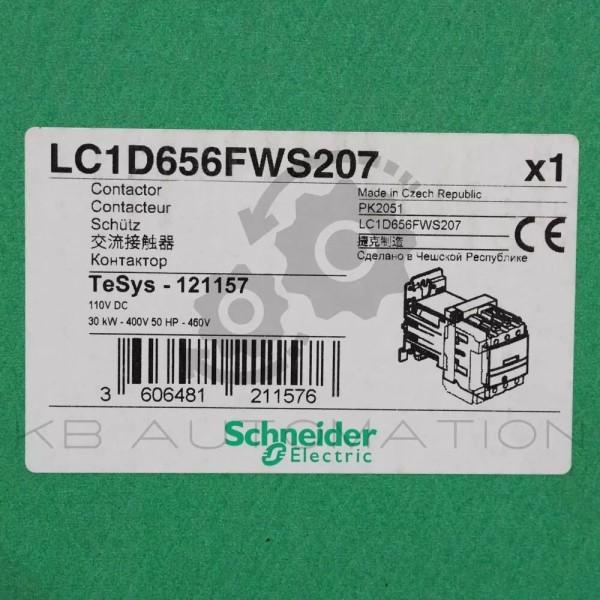 LC1D656FWS207 x1
Contactor
Contacteur
Schütz
交流接触器
Контактор
Made in Czech Republic
PK2051
LC1D656FWS207
捷克制造
Сделано в Чешской Республике
CE
TeSys - 121157
110V DC
30 kW - 400V 50 HP - 460V
3 606481 211576
KB AUTOMATION
Schneider
Electric